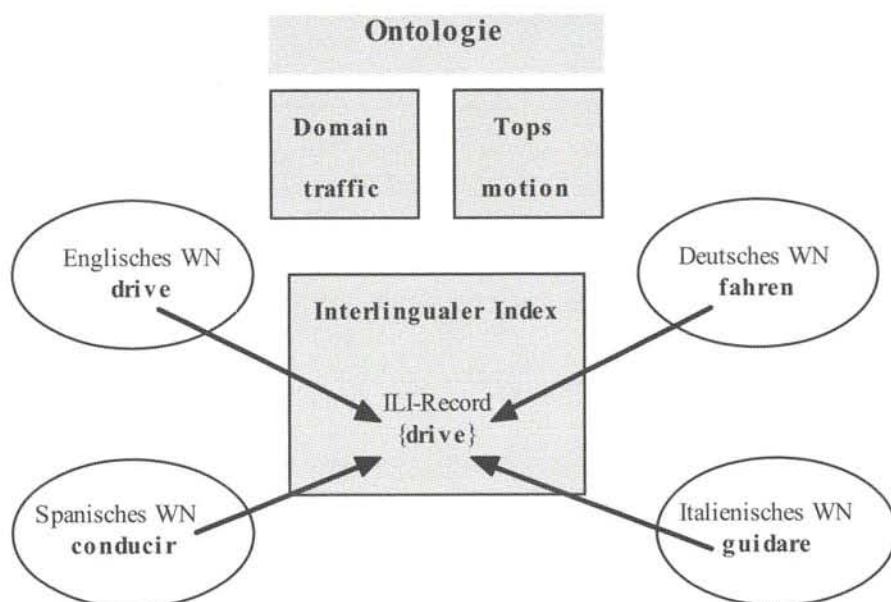 Ontologie
Domain
traffic
Tops
motion
Englisches WN
drive
Deutsches WN
fahren
Interlingualer Index
ILI-Record
{drive}
Spanisches WN
conducir
Italienisches WN
guidare